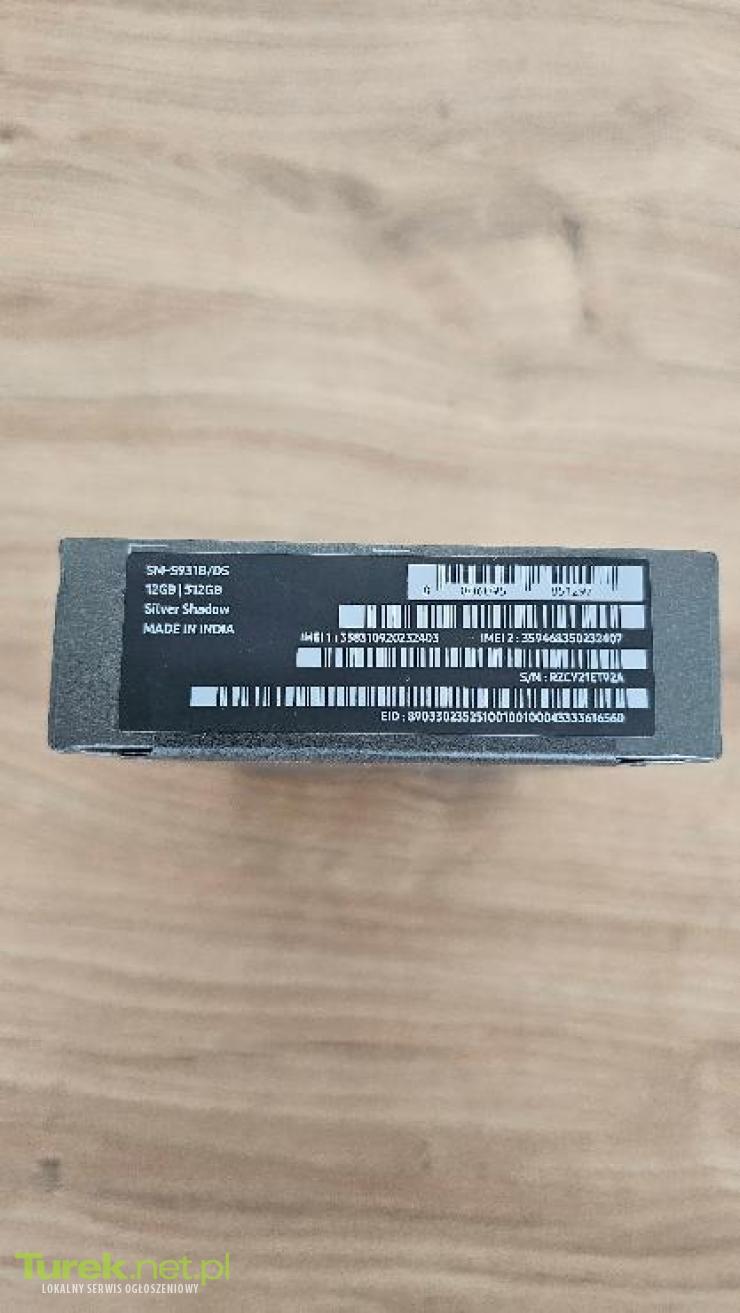 SM-S931B/DS
12GB | 512GB
Silver Shadow
MADE IN INDIA
IMEI 1 : 358310920232403
IMEI 2 : 359468350232407
S/N : RZCY21ET92A
EID : 89033023525100100100043333616560
Turek.net.pl
LOKALNY SERWIS OGŁOSZENIOWY